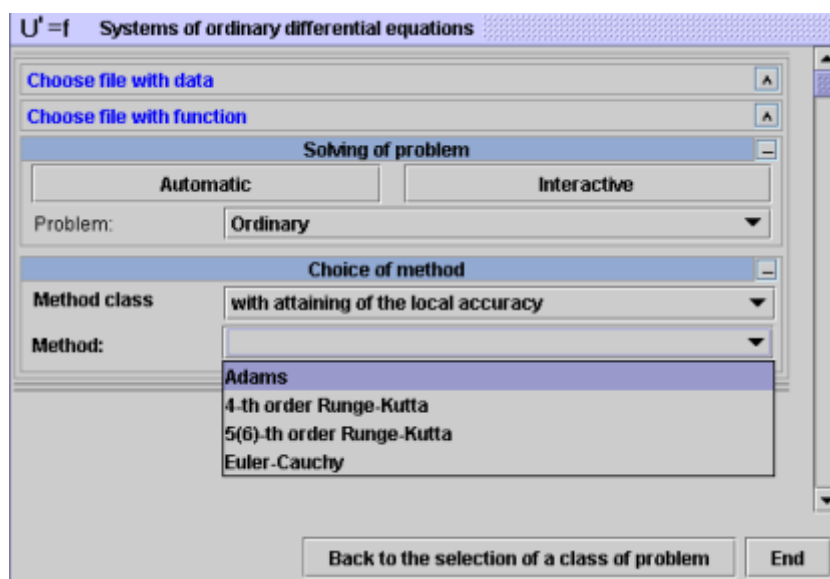 U'=f Systems of ordinary differential equations
Choose file with data
Choose file with function
Solving of problem
Automatic Interactive
Problem: Ordinary
Choice of method
Method class with attaining of the local accuracy
Method:
Adams
4-th order Runge-Kutta
5(6)-th order Runge-Kutta
Euler-Cauchy
Back to the selection of a class of problem End